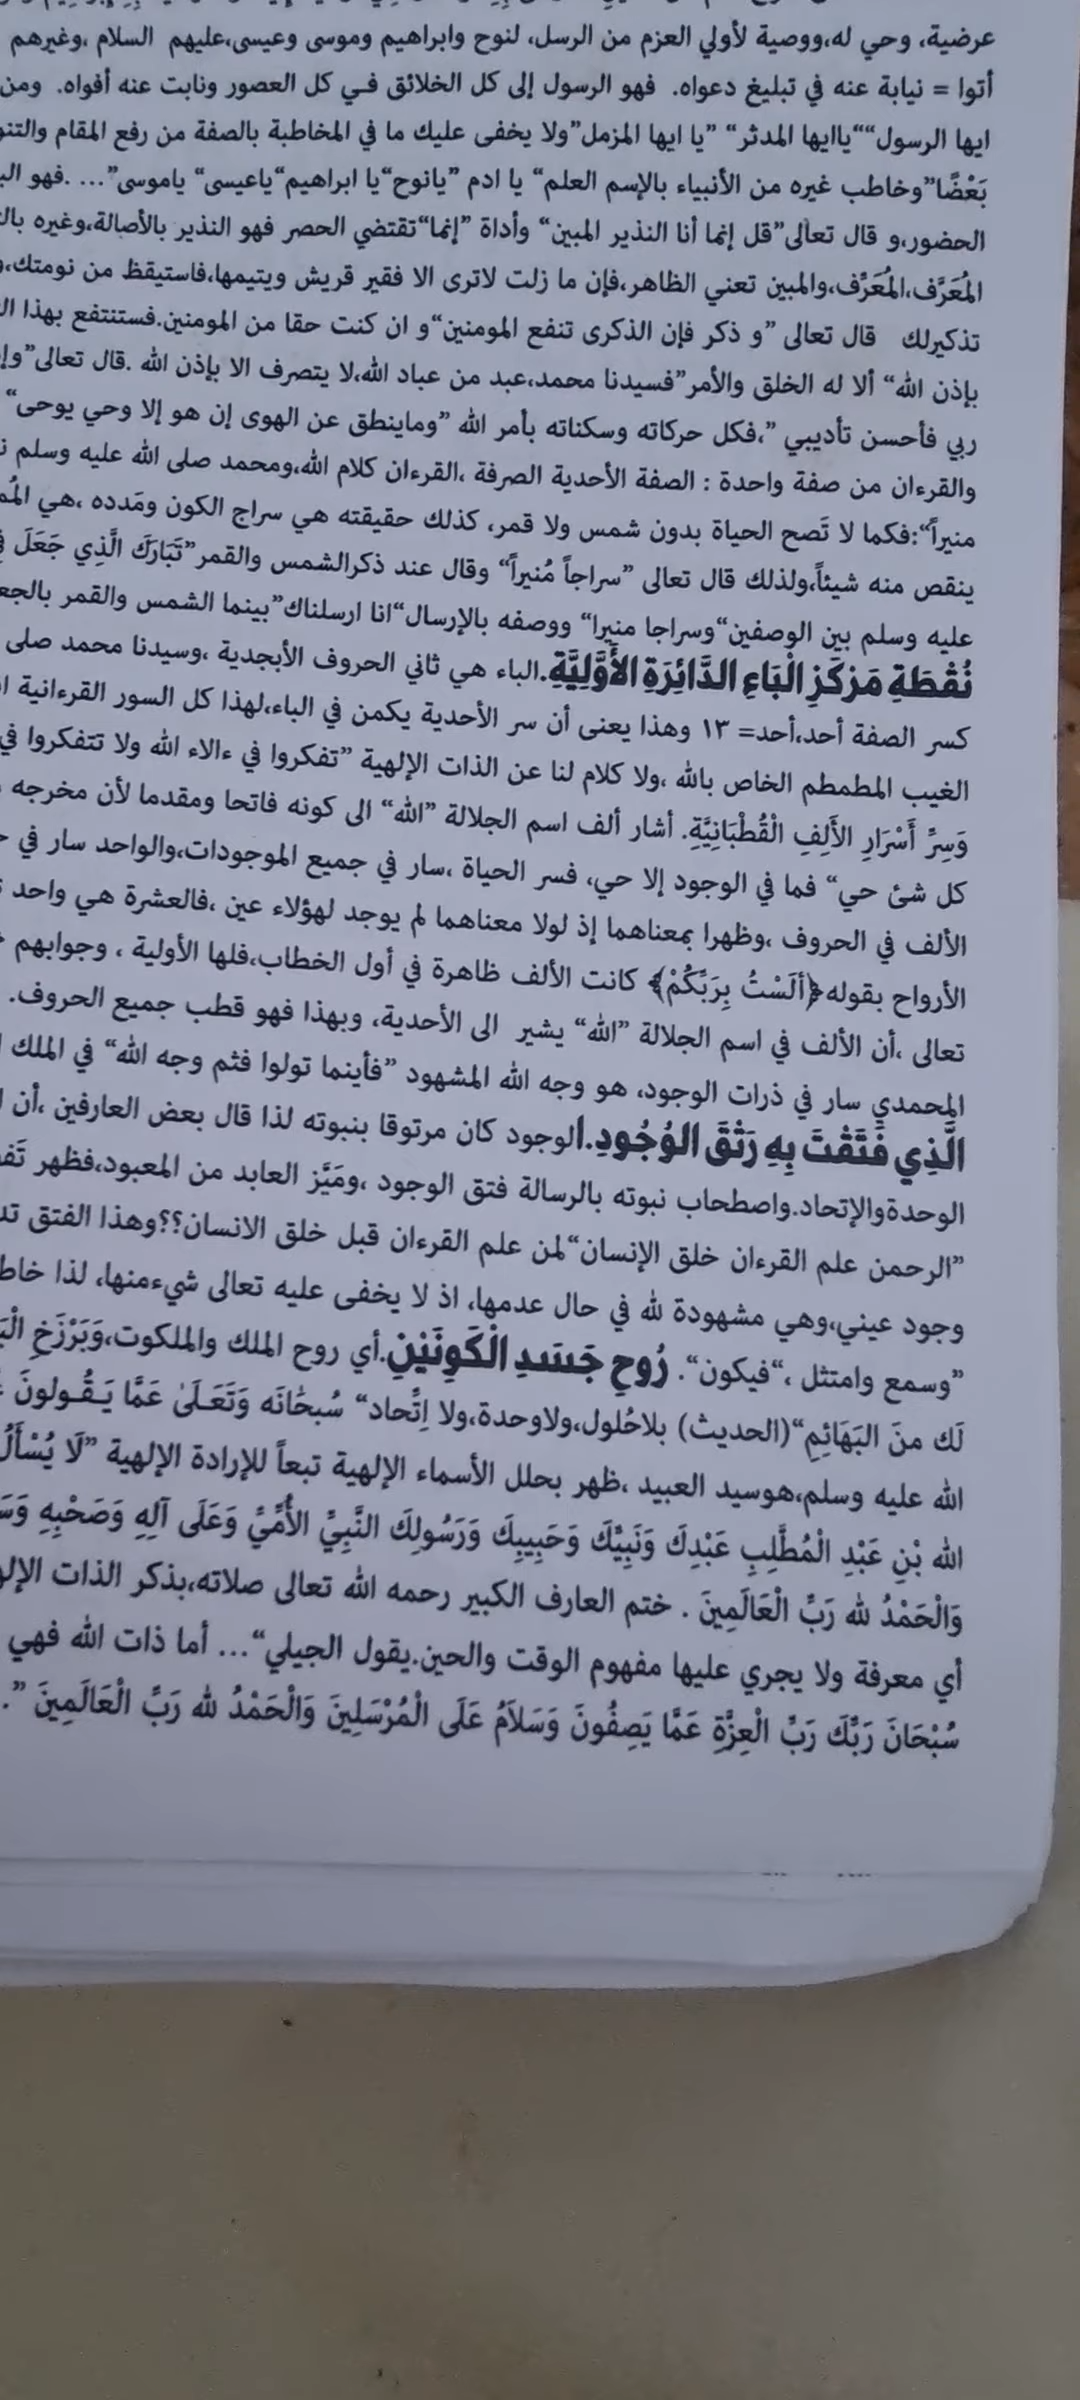 عرضية، وحي له،ووصية لأولي العزم من الرسل، لنوح وابراهيم وموسى وعيسى،عليهم السلام ،وغيرهم
أتوا = نيابة عنه في تبليغ دعواه. فهو الرسول إلى كل الخلائق في كل العصور ونابت عنه أفواه. ومن
ايها الرسول““ياايها المدثر“ ”يا ايها المزمل”ولا يخفى عليك ما في المخاطبة بالصفة من رفع المقام
بَعْضًا”وخاطب غيره من الأنبياء بالإسم العلم“ يا ادم ”يانوح“يا ابراهيم“ياعيسى“ ياموسى”... .فهو
الحضور،و قال تعالى”قل إنما أنا النذير المبين“ وأداة ”إنما“تقتضي الحصر فهو النذير بالأصالة،وغيره
المُعَرَّف،المُعَرِّف،والمبين تعني الظاهر،فإن ما زلت لاترى الا فقير قريش ويتيمها،فاستيقظ من نومتك،
تذكيرلك قال تعالى ”و ذكر فإن الذكرى تنفع المومنين“و ان كنت حقا من المومنين.فستنتفع بهذا
بإذن الله“ ألا له الخلق والأمر”فسيدنا محمد،عبد من عباد الله،لا يتصرف الا بإذن الله .قال تعالى”
ربي فأحسن تأديبي ”،فكل حركاته وسكناته بأمر الله ”وماينطق عن الهوى إن هو إلا وحي يوحى“
والقرءان من صفة واحدة : الصفة الأحدية الصرفة ،القرءان كلام الله،ومحمد صلى الله عليه وسلم
منيراً“:فكما لا تَصح الحياة بدون شمس ولا قمر، كذلك حقيقته هي سراج الكون ومَدده ،هي
ينقص منه شيئاً،ولذلك قال تعالى ”سراجاً مُنيراً“ وقال عند ذكرالشمس والقمر”تَبَارَكَ الَّذِي جَعَلَ
عليه وسلم بين الوصفين“وسراجا منيرا“ ووصفه بالإرسال“انا ارسلناك”بينما الشمس والقمر
نُقْطَةِ مَرْكَزِ الْبَاءِ الدَّائِرَةِ الأَوَّلِيَّةِ.الباء هي ثاني الحروف الأبجدية ،وسيدنا محمد صلى
كسر الصفة أحد،أحد= ١٣ وهذا يعنى أن سر الأحدية يكمن في الباء،لهذا كل السور القرءانية
الغيب المطمطم الخاص بالله ،ولا كلام لنا عن الذات الإلهية ”تفكروا في ءالاء الله ولا تتفكروا في
وَسِرِّ أَسْرَارِ الأَلِفِ الْقُطْبَانِيَّةِ. أشار ألف اسم الجلالة ”الله“ الى كونه فاتحا ومقدما لأن مخرجه
كل شئ حي“ فما في الوجود إلا حي، فسر الحياة ،سار في جميع الموجودات،والواحد سار في
الألف في الحروف ،وظهرا بمعناهما إذ لولا معناهما لم يوجد لهؤلاء عين ،فالعشرة هي واحد
الأرواح بقوله﴿أَلَسْتُ بِرَبِّكُمْ﴾ كانت الألف ظاهرة في أول الخطاب،فلها الأولية ، وجوابهم
تعالى ،أن الألف في اسم الجلالة ”الله“ يشير الى الأحدية، وبهذا فهو قطب جميع الحروف.
المحمدي سار في ذرات الوجود، هو وجه الله المشهود ”فأينما تولوا فثم وجه الله“ في الملك
الَّذِي فَتَقْتَ بِهِ رَتْقَ الوُجُودِ.الوجود كان مرتوقا بنبوته لذا قال بعض العارفين ،أن
الوحدةوالإتحاد.واصطحاب نبوته بالرسالة فتق الوجود ،ومَيَّز العابد من المعبود،فظهر
”الرحمن علم القرءان خلق الإنسان“لمن علم القرءان قبل خلق الانسان؟؟وهذا الفتق
وجود عيني،وهي مشهودة لله في حال عدمها، اذ لا يخفى عليه تعالى شيءمنها، لذا
”وسمع وامتثل ،“فيكون“. رُوحِ جَسَدِ الْكَونَيْنِ.أي روح الملك والملكوت،وَبَرْزَخِ
لَك منَ البَهَائِمِ“(الحديث) بلاحُلول،ولاوحدة،ولا اِتِّحاد“ سُبحَٰانَه وَتَعَـلَىٰ عَمَّا يَـقُـولونَ
الله عليه وسلم،هوسيد العبيد ،ظهر بحلل الأسماء الإلهية تبعاً للإرادة الإلهية ”لَا يُسْأَلُ
الله بْنِ عَبْدِ الْمُطَّلِبِ عَبْدِكَ وَنَبِيِّكَ وَحَبِيبِكَ وَرَسُولِكَ النَّبِيِّ الأُمِّيِّ وَعَلَى آلِهِ وَصَحْبِهِ
وَالْحَمْدُ لله رَبِّ الْعَالَمِينَ . ختم العارف الكبير رحمه الله تعالى صلاته،بذكر الذات
أي معرفة ولا يجري عليها مفهوم الوقت والحين.يقول الجيلي“... أما ذات الله فهي
سُبْحَانَ رَبِّكَ رَبِّ الْعِزَّةِ عَمَّا يَصِفُونَ وَسَلاَمُ عَلَى الْمُرْسَلِينَ وَالْحَمْدُ لله رَبِّ الْعَالَمِينَ ”.